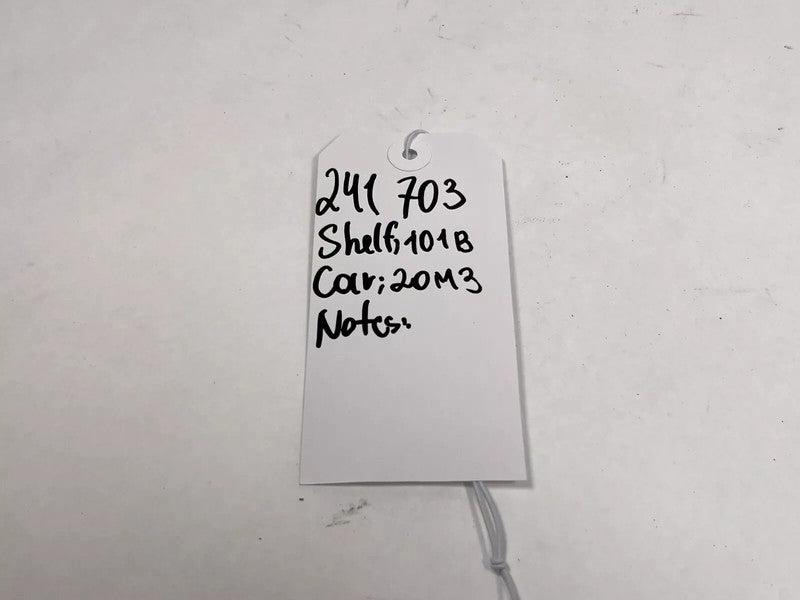 241 703
Shelf; 101B
Car; 20M3
Notes: